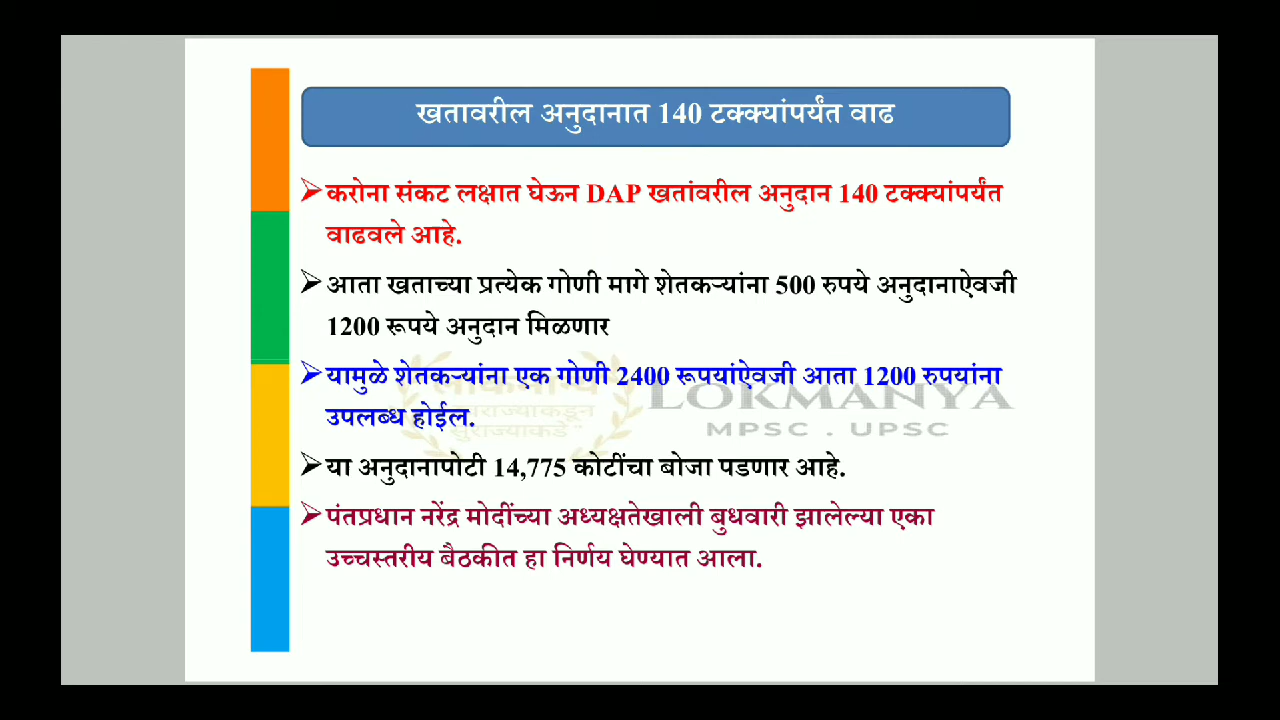 खतावरील अनुदानात 140 टक्क्यांपर्यंत वाढ
करोना संकट लक्षात घेऊन DAP खतांवरील अनुदान 140 टक्क्यांपर्यंत
वाढवले आहे.
आता खताच्या प्रत्येक गोणी मागे शेतकऱ्यांना 500 रुपये अनुदानाऐवजी
1200 रूपये अनुदान मिळणार
यामुळे शेतकऱ्यांना एक गोणी 2400 रूपयांऐवजी आता 1200 रुपयांना
उपलब्ध होईल.
लोकमान्य
सुराज्याकडे"
LOKMANYA
MPSC . UPSC
या अनुदानापोटी 14,775 कोटींचा बोजा पडणार आहे.
पंतप्रधान नरेंद्र मोदींच्या अध्यक्षतेखाली बुधवारी झालेल्या एका
उच्चस्तरीय बैठकीत हा निर्णय घेण्यात आला.